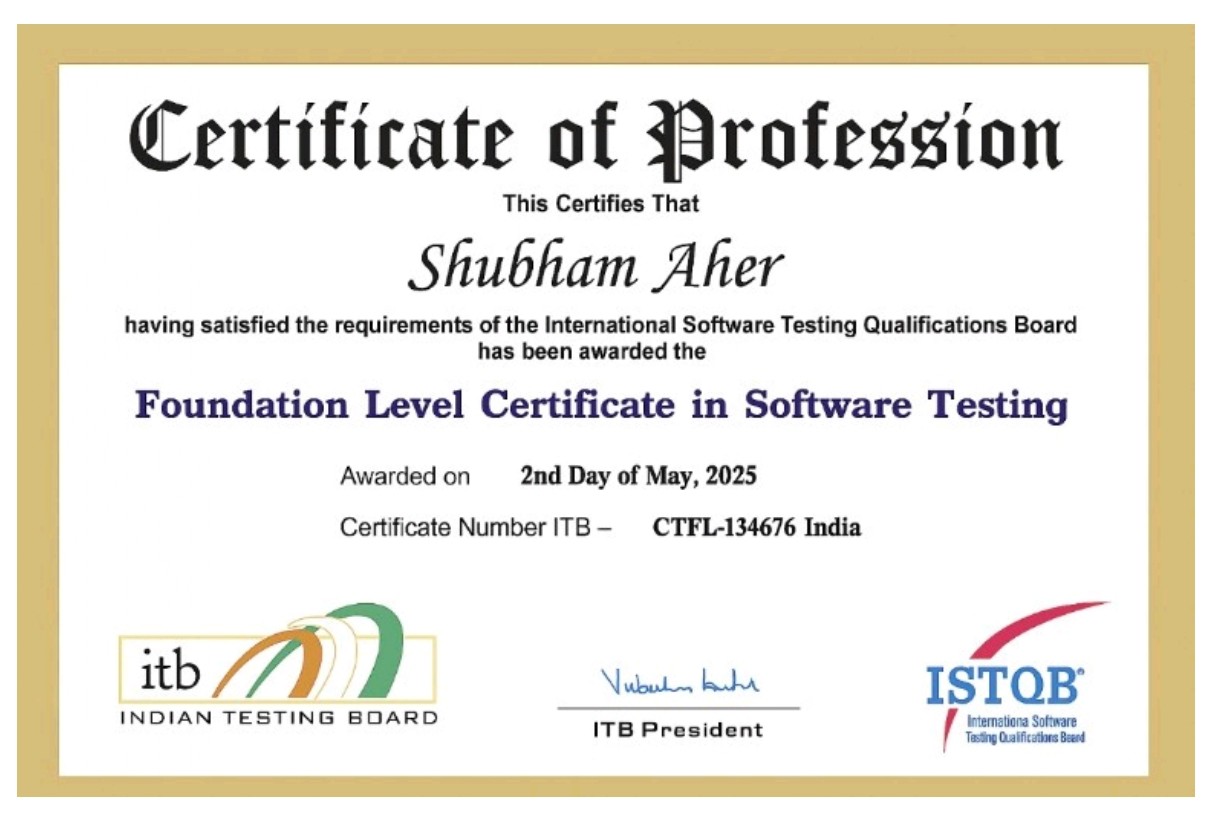 Certificate of Profession
This Certifies That
Shubham Aher
having satisfied the requirements of the International Software Testing Qualifications Board
has been awarded the
Foundation Level Certificate in Software Testing
Awarded on 2nd Day of May, 2025
Certificate Number ITB – CTFL-134676 India
itb
INDIAN TESTING BOARD
ITB President
ISTQB®
Internationa Software
Testing Qualifications Board